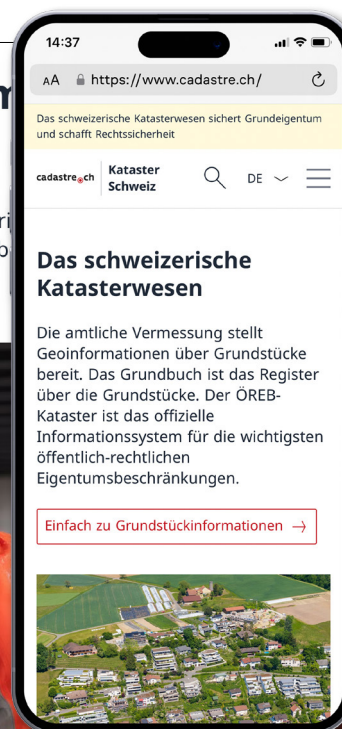 14:37
AA https://www.cadastre.ch/
Das schweizerische Katasterwesen sichert Grundeigentum
und schafft Rechtssicherheit
cadastre.ch
Kataster
Schweiz
DE
Das schweizerische
Katasterwesen
Die amtliche Vermessung stellt
Geoinformationen über Grundstücke
bereit. Das Grundbuch ist das Register
über die Grundstücke. Der ÖREB-
Kataster ist das offizielle
Informationssystem für die wichtigsten
öffentlich-rechtlichen
Eigentumsbeschränkungen.
Einfach zu Grundstückinformationen →